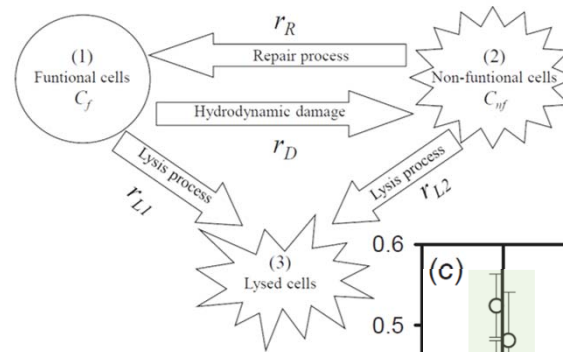 r_R
Repair process
(1)
Funtional cells
C_f
(2)
Non-funtional cells
C_nf
Hydrodynamic damage
r_D
Lysis process
r_L1
Lysis process
r_L2
(3)
Lysed cells
0.6
(c)
0.5